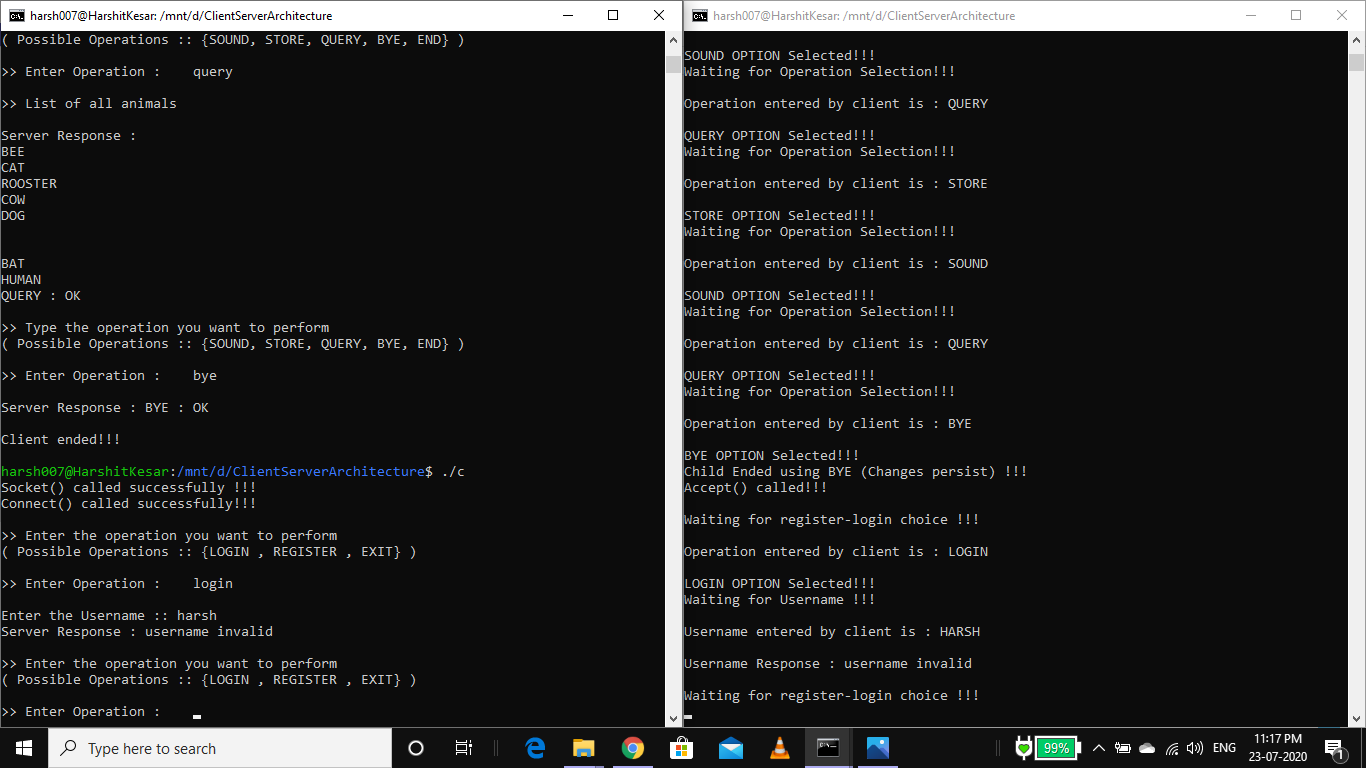 harsh007@HarshitKesar: /mnt/d/ClientServerArchitecture
( Possible Operations :: {SOUND, STORE, QUERY, BYE, END} )
>> Enter Operation :    query
>> List of all animals
Server Response :
BEE
CAT
ROOSTER
COW
DOG
BAT
HUMAN
QUERY : OK
>> Type the operation you want to perform
( Possible Operations :: {SOUND, STORE, QUERY, BYE, END} )
>> Enter Operation :    bye
Server Response : BYE : OK
Client ended!!!
harsh007@HarshitKesar:/mnt/d/ClientServerArchitecture$ ./c
Socket() called successfully !!!
Connect() called successfully!!!
>> Enter the operation you want to perform
( Possible Operations :: {LOGIN , REGISTER , EXIT} )
>> Enter Operation :    login
Enter the Username :: harsh
Server Response : username invalid
>> Enter the operation you want to perform
( Possible Operations :: {LOGIN , REGISTER , EXIT} )
>> Enter Operation :
harsh007@HarshitKesar: /mnt/d/ClientServerArchitecture
SOUND OPTION Selected!!!
Waiting for Operation Selection!!!
Operation entered by client is : QUERY
QUERY OPTION Selected!!!
Waiting for Operation Selection!!!
Operation entered by client is : STORE
STORE OPTION Selected!!!
Waiting for Operation Selection!!!
Operation entered by client is : SOUND
SOUND OPTION Selected!!!
Waiting for Operation Selection!!!
Operation entered by client is : QUERY
QUERY OPTION Selected!!!
Waiting for Operation Selection!!!
Operation entered by client is : BYE
BYE OPTION Selected!!!
Child Ended using BYE (Changes persist) !!!
Accept() called!!!
Waiting for register-login choice !!!
Operation entered by client is : LOGIN
LOGIN OPTION Selected!!!
Waiting for Username !!!
Username entered by client is : HARSH
Username Response : username invalid
Waiting for register-login choice !!!
Type here to search
99%
ENG
11:17 PM
23-07-2020
1